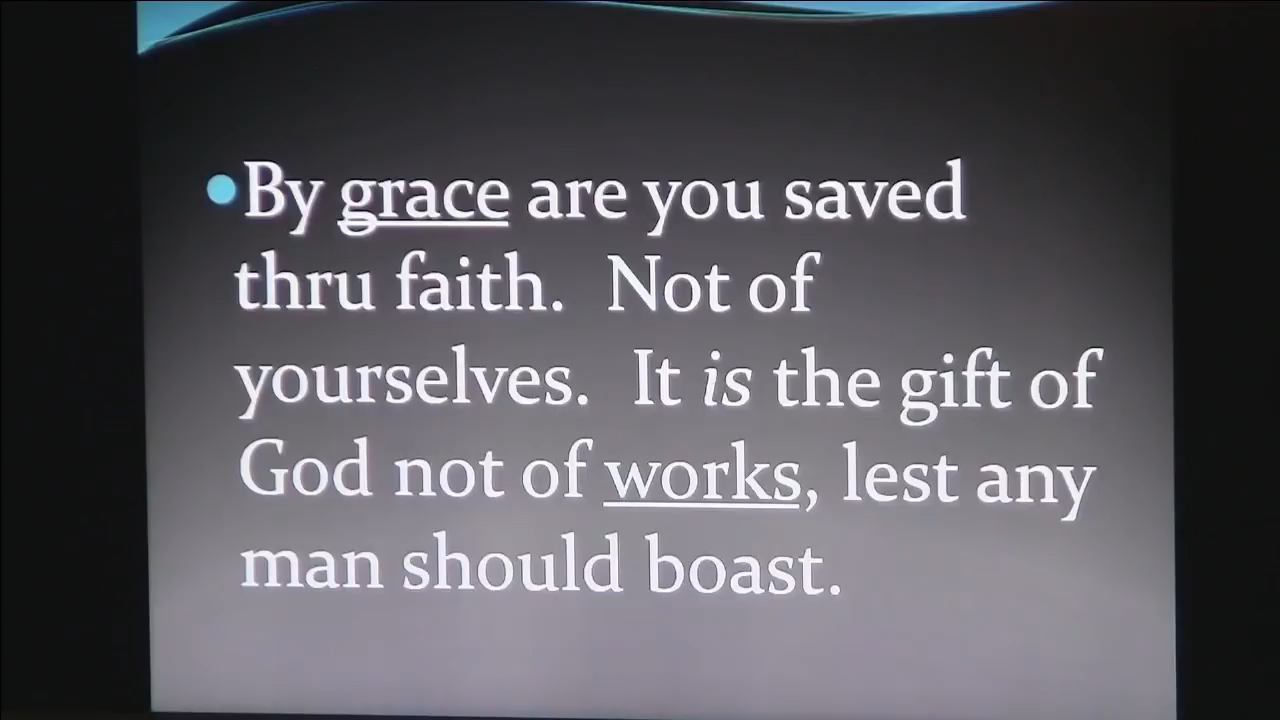 •By grace are you saved
thru faith.  Not of
yourselves.  It is the gift of
God not of works, lest any
man should boast.